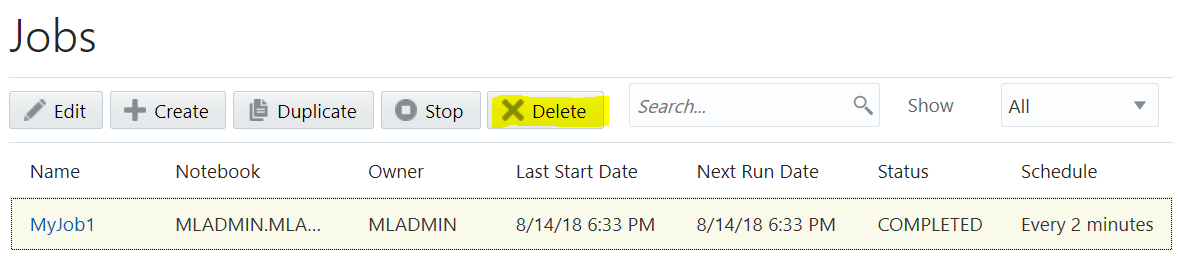 Jobs
Edit Create Duplicate Stop Delete Search... Show All
Name Notebook Owner Last Start Date Next Run Date Status Schedule
MyJob1 MLADMIN.MLA... MLADMIN 8/14/18 6:33 PM 8/14/18 6:33 PM COMPLETED Every 2 minutes